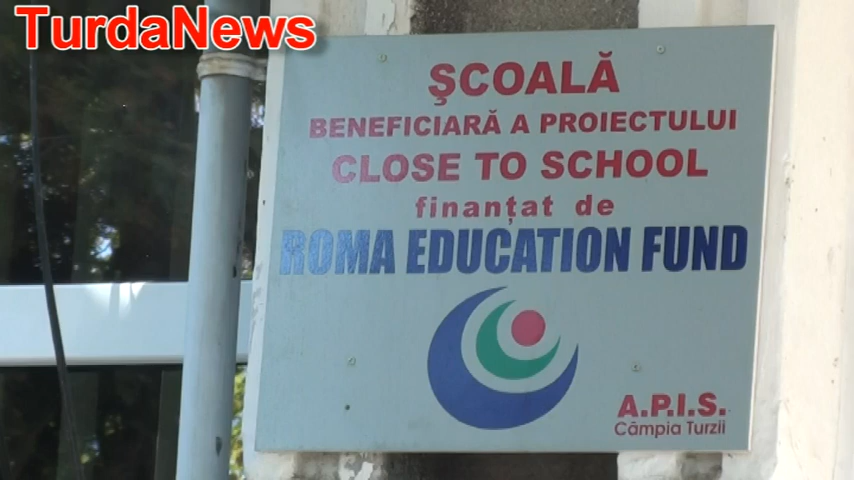 TurdaNews
ŞCOALĂ
BENEFICIARĂ A PROIECTULUI
CLOSE TO SCHOOL
finanțat de
ROMA EDUCATION FUND
A.P.I.S.
Câmpia Turzii